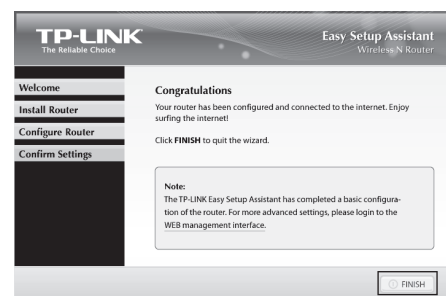 TP-LINK
The Reliable Choice
Easy Setup Assistant
Wireless N Router
Welcome
Install Router
Configure Router
Confirm Settings
Congratulations
Your router has been configured and connected to the internet. Enjoy
surfing the internet!
Click FINISH to quit the wizard.
Note:
The TP-LINK Easy Setup Assistant has completed a basic configura-
tion of the router. For more advanced settings, please login to the
WEB management interface.
FINISH